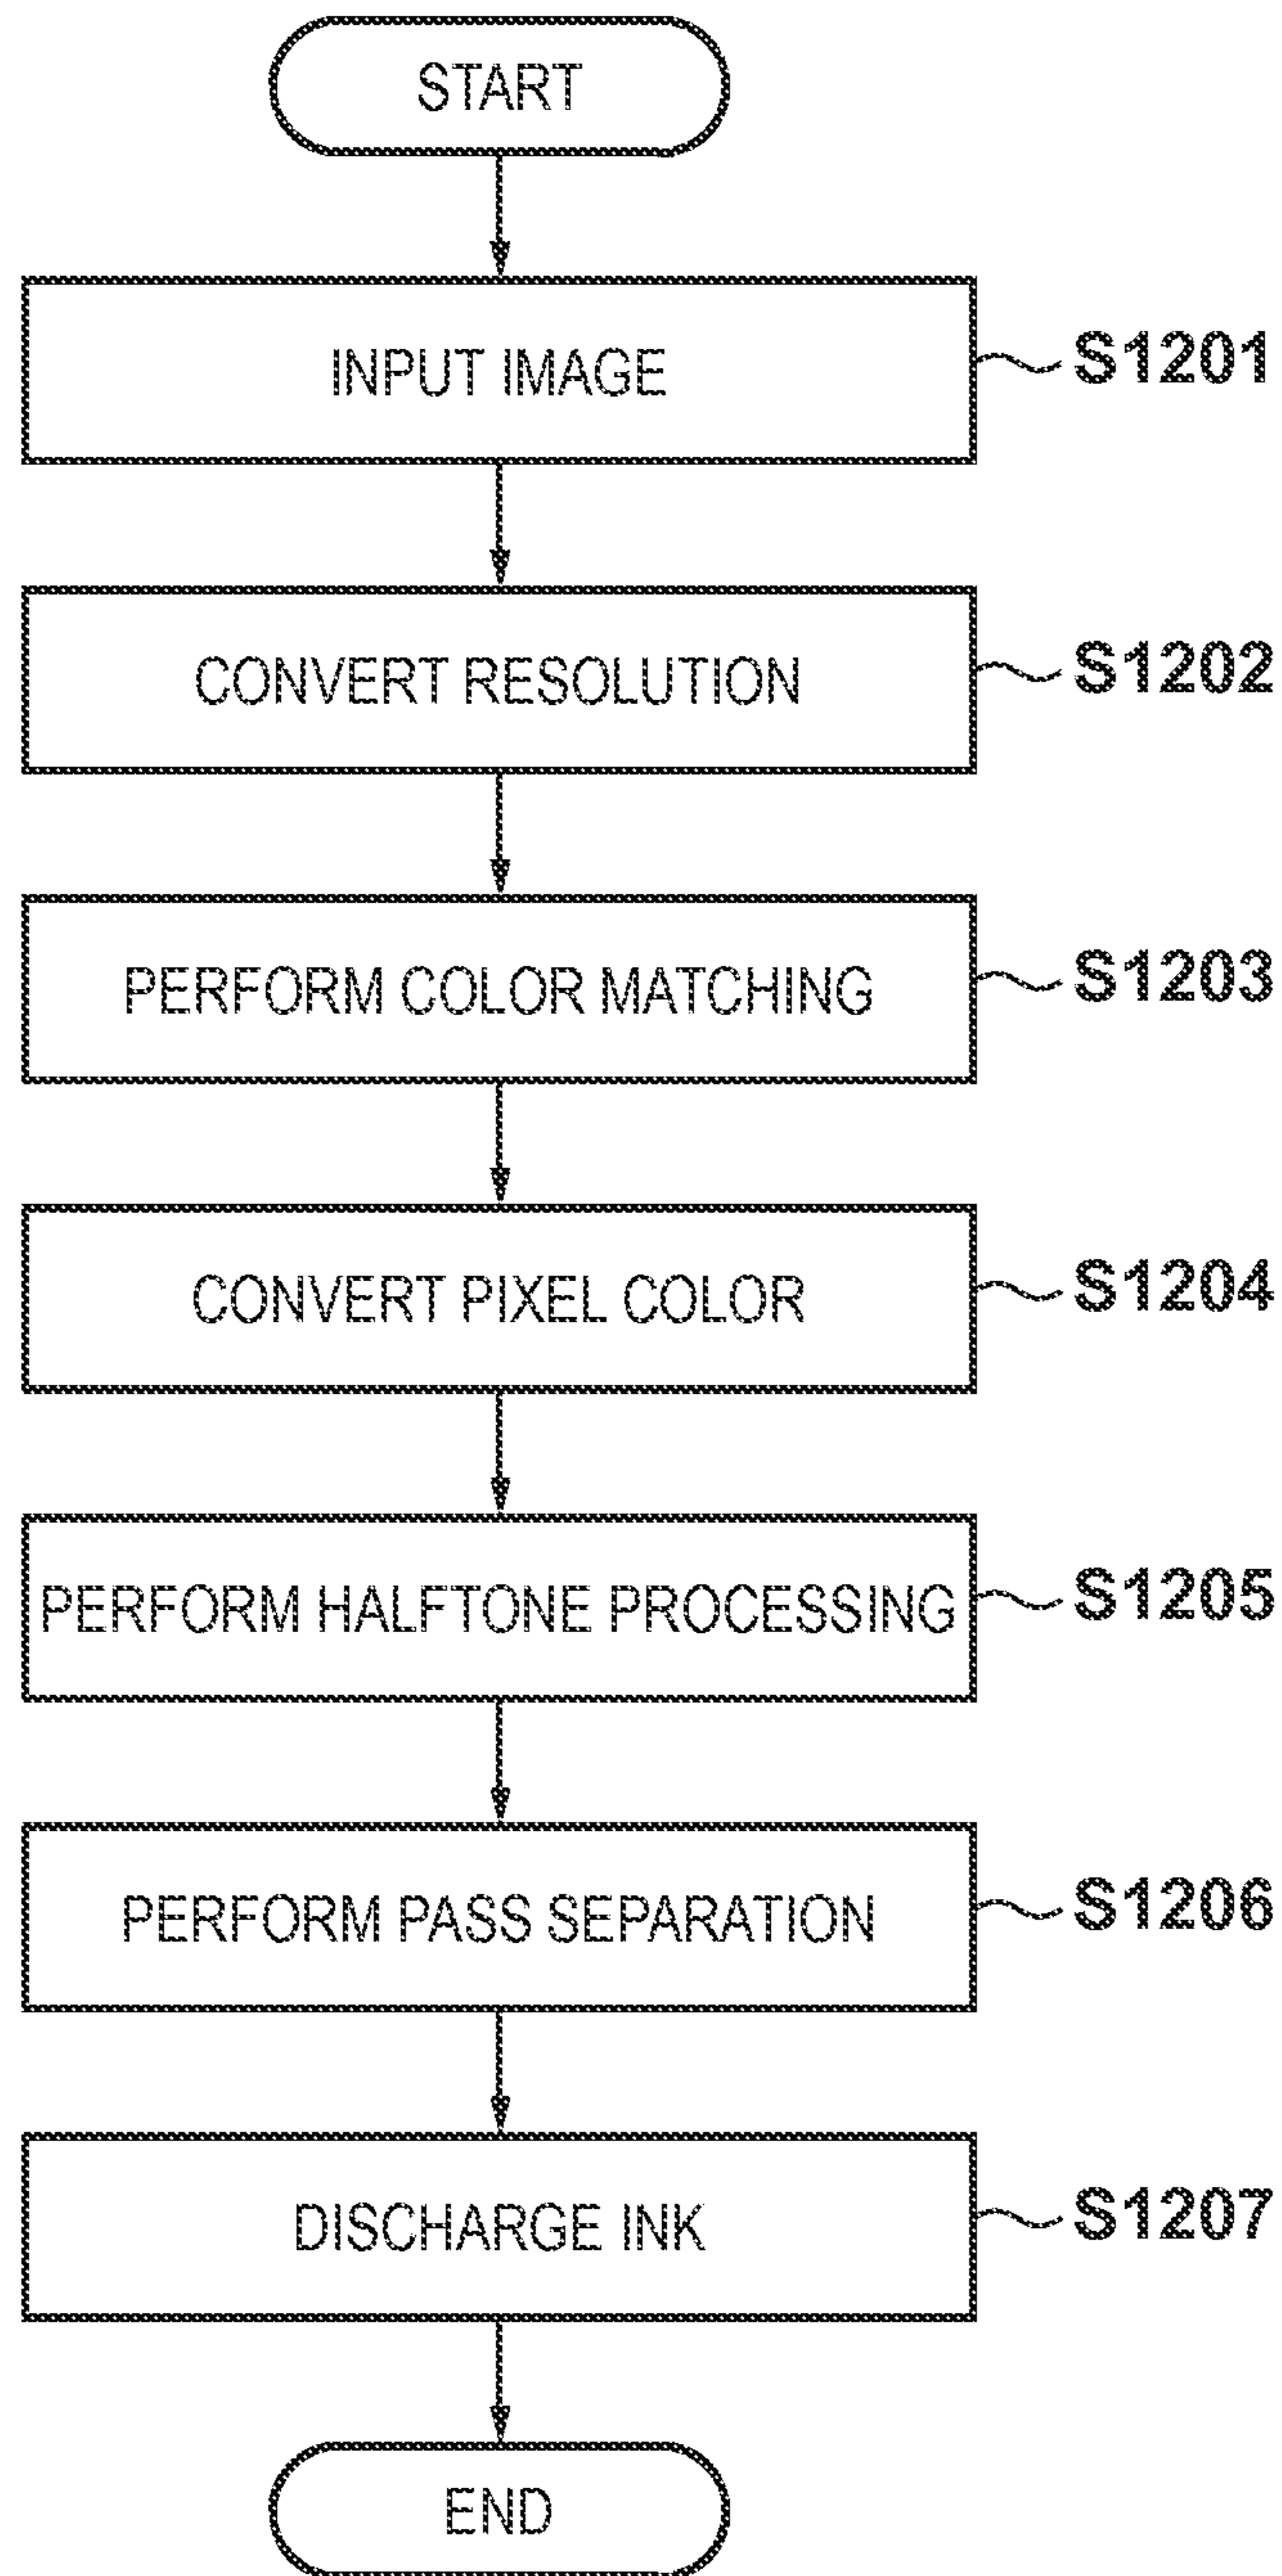 START
INPUT IMAGE
S1201
CONVERT RESOLUTION
S1202
PERFORM COLOR MATCHING
S1203
CONVERT PIXEL COLOR
S1204
PERFORM HALFTONE PROCESSING
S1205
PERFORM PASS SEPARATION
S1206
DISCHARGE INK
S1207
END